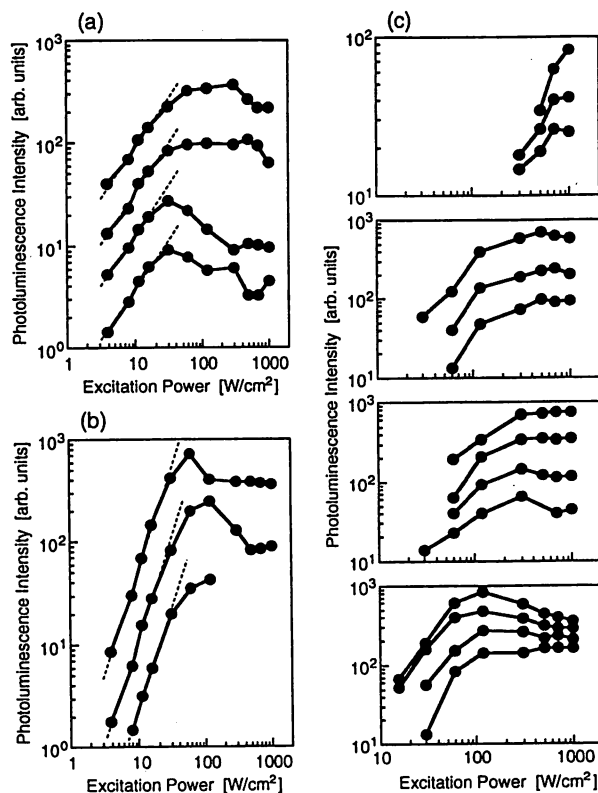 (a)
Photoluminescence Intensity [arb. units]
10³
10²
10¹
10⁰
1 10 100 1000
Excitation Power [W/cm²]
(b)
Photoluminescence Intensity [arb. units]
10³
10²
10¹
10⁰
1 10 100 1000
Excitation Power [W/cm²]
(c)
Photoluminescence Intensity [arb. units]
10²
10¹
10³
10²
10¹
10³
10²
10¹
10³
10²
10¹
10 100 1000
Excitation Power [W/cm²]